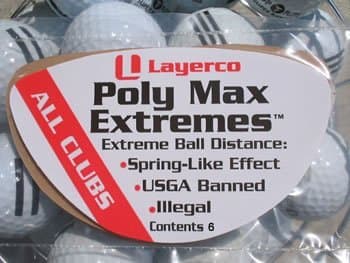 Layerco
Poly Max
Extremes™
Extreme Ball Distance:
•Spring-Like Effect
•USGA Banned
•Illegal
Contents 6
ALL CLUBS